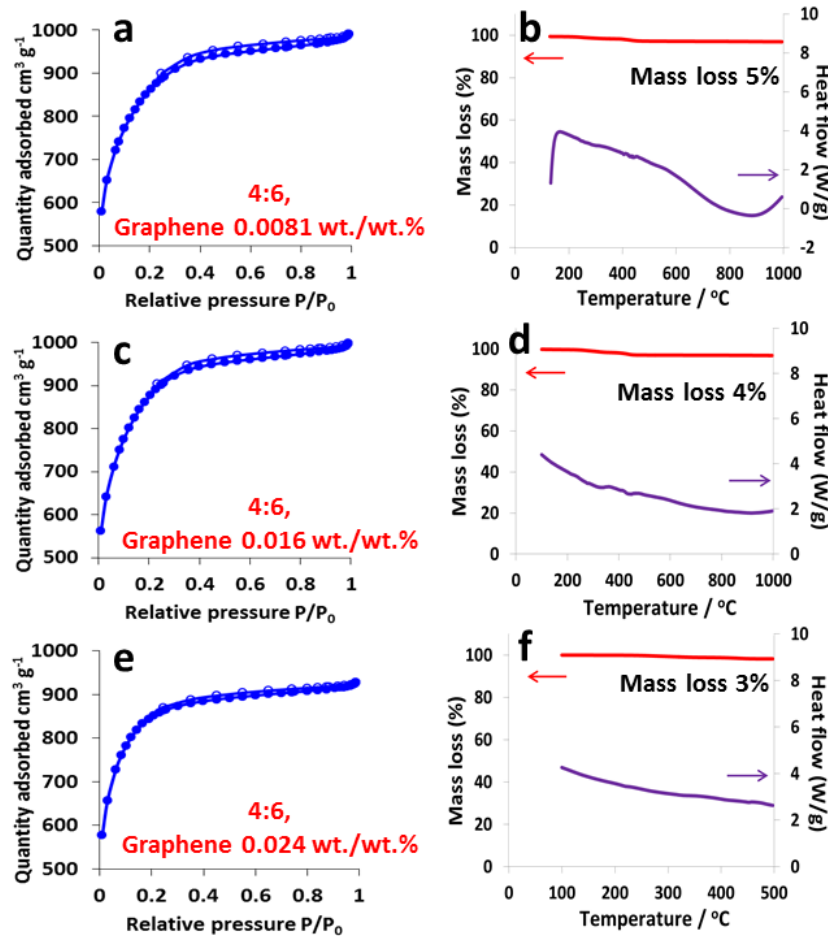 a
Quantity adsorbed cm³ g⁻¹
1000
900
800
700
600
500
4:6,
Graphene 0.0081 wt./wt.%
0 0.2 0.4 0.6 0.8 1
Relative pressure P/P₀
b
Mass loss (%)
100
80
60
40
20
0
Mass loss 5%
10
8
6
4
2
0
-2
Heat flow (W/g)
0 200 400 600 800 1000
Temperature / °C
c
Quantity adsorbed cm³ g⁻¹
1000
900
800
700
600
500
4:6,
Graphene 0.016 wt./wt.%
0 0.2 0.4 0.6 0.8 1
Relative pressure P/P₀
d
Mass loss (%)
100
80
60
40
20
0
Mass loss 4%
10
8
6
4
2
0
Heat flow (W/g)
0 200 400 600 800 1000
Temperature / °C
e
Quantity adsorbed cm³ g⁻¹
1000
900
800
700
600
500
4:6,
Graphene 0.024 wt./wt.%
0 0.2 0.4 0.6 0.8 1
Relative pressure P/P₀
f
Mass loss (%)
100
80
60
40
20
0
Mass loss 3%
10
8
6
4
2
0
Heat flow (W/g)
0 100 200 300 400 500
Temperature / °C